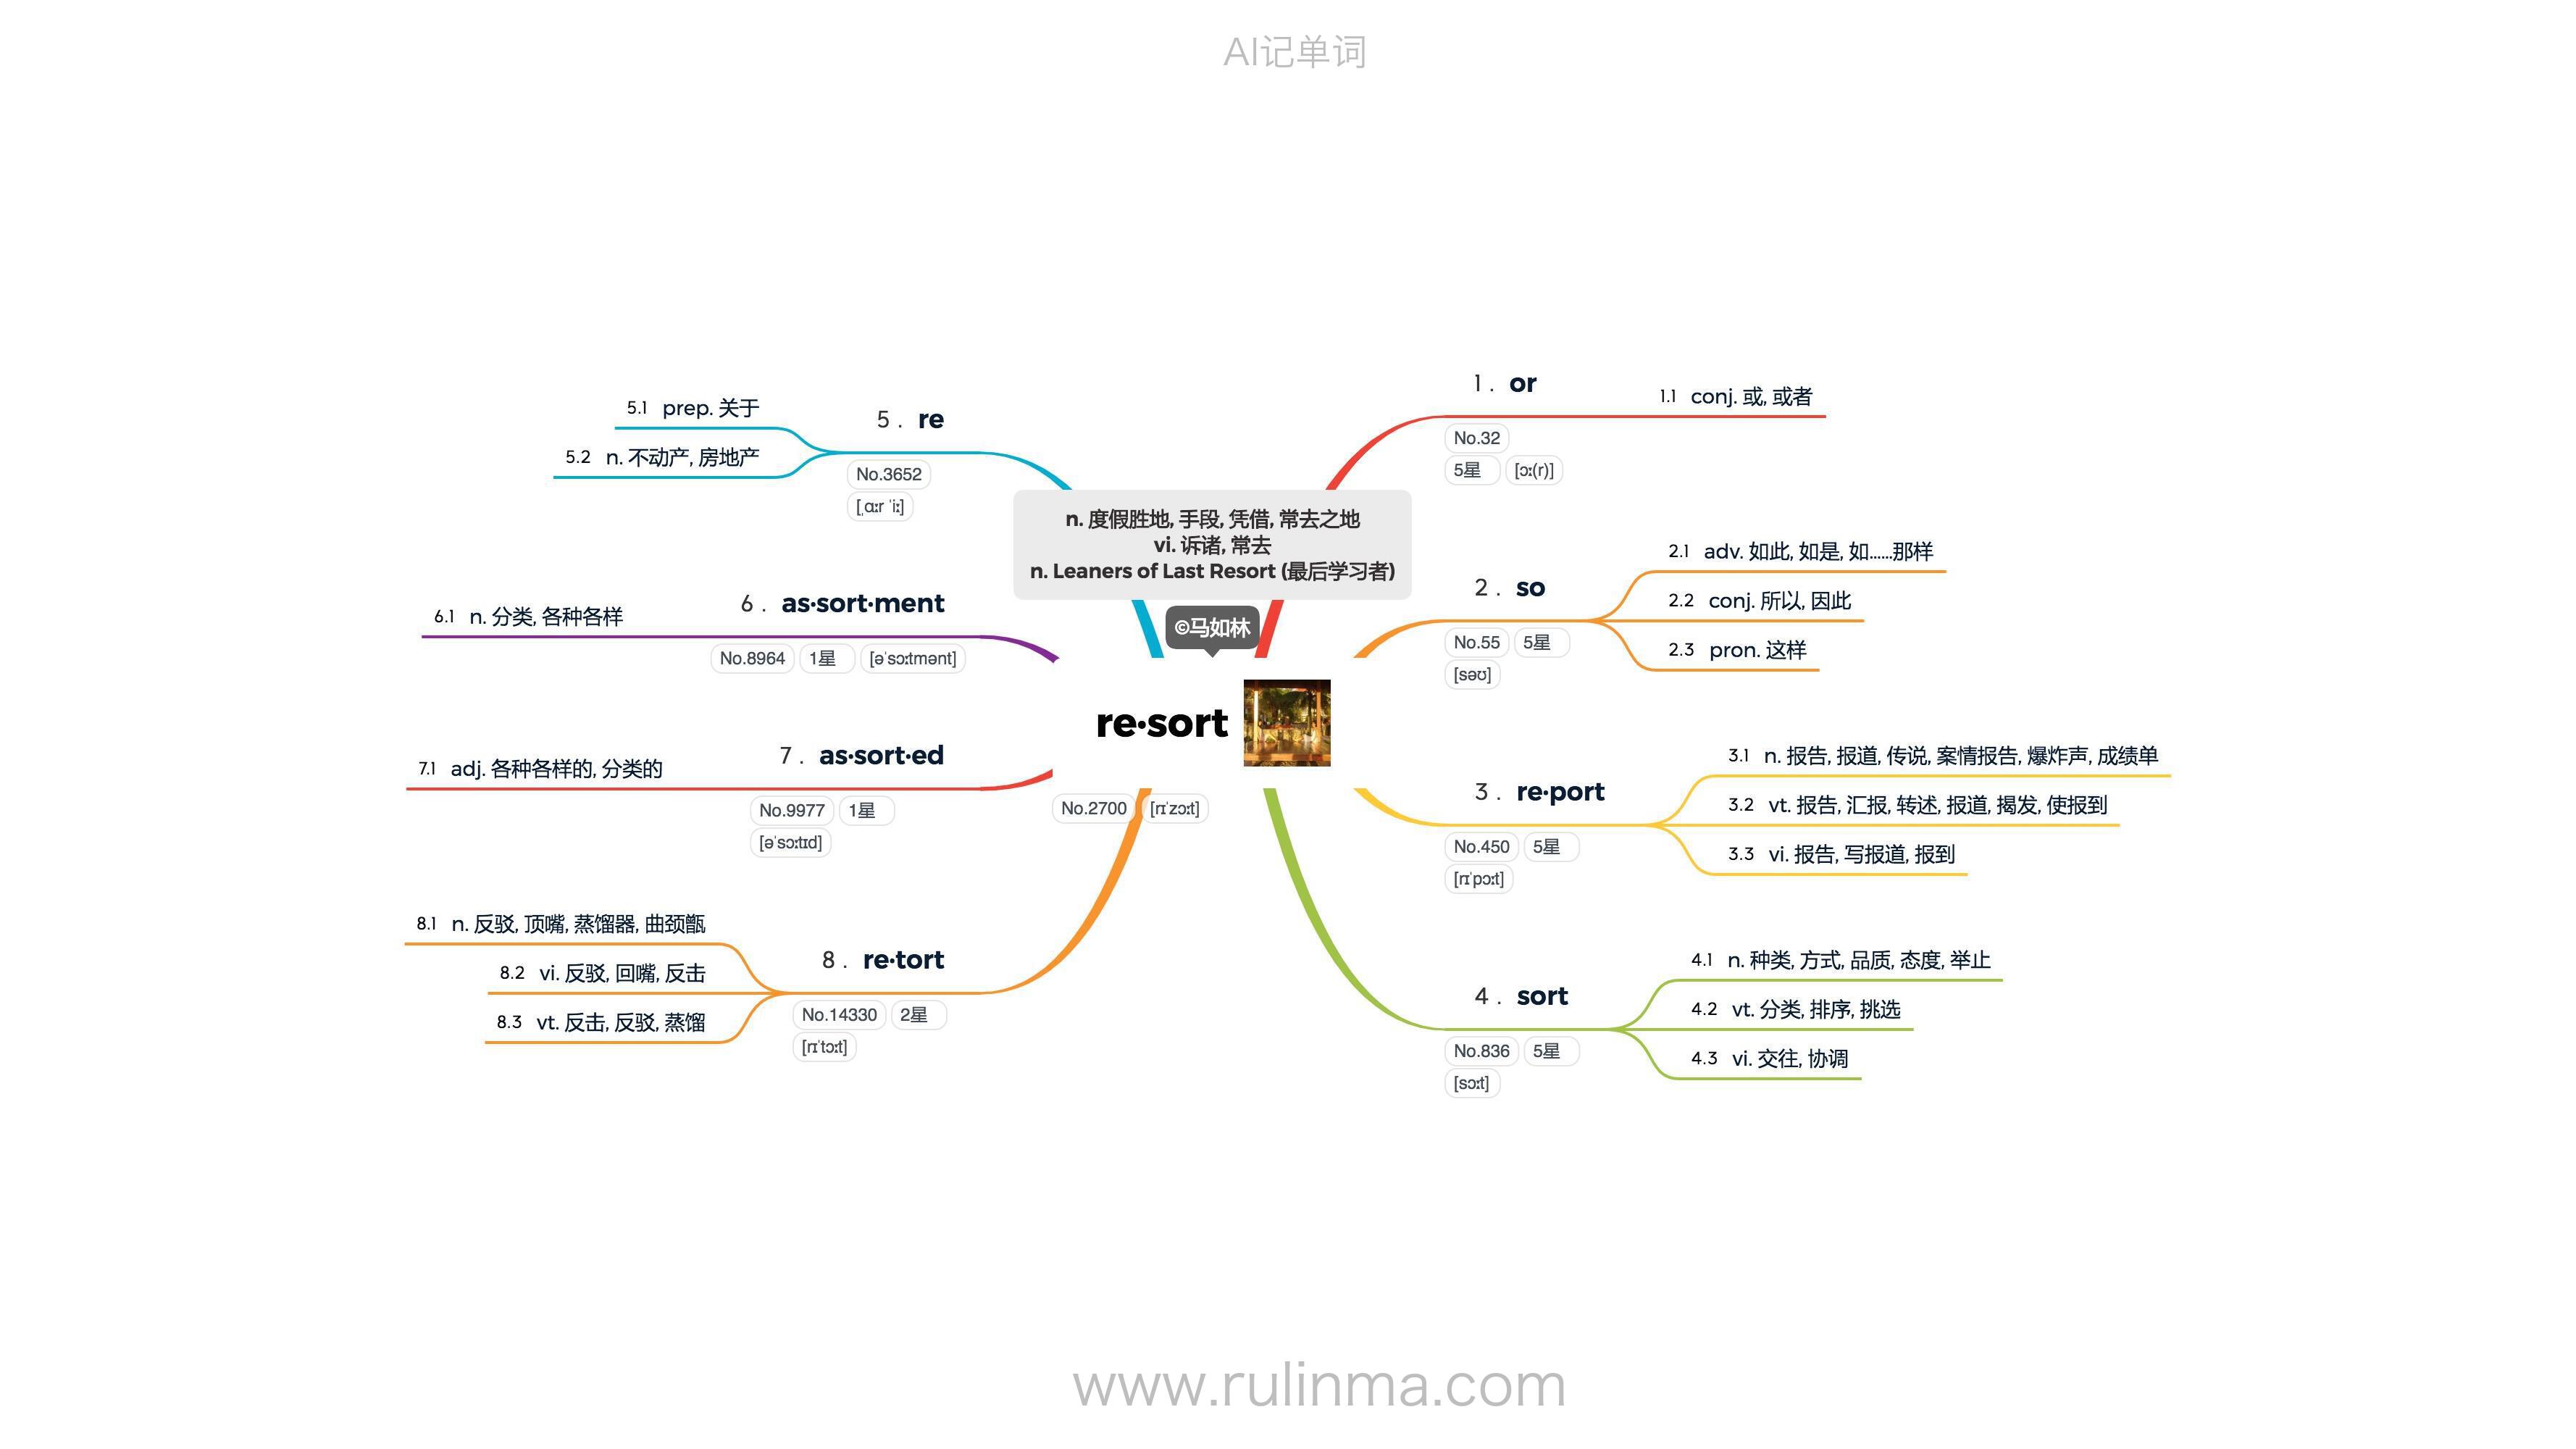 AI记单词
n. 度假胜地, 手段, 凭借, 常去之地
vi. 诉诸, 常去
n. Leaners of Last Resort (最后学习者)
©马如林
re·sort
No.2700 [rɪˈzɔːt]
1 . or
No.32
5星 [ɔː(r)]
1.1 conj. 或, 或者
2 . so
No.55 5星
[səʊ]
2.1 adv. 如此, 如是, 如......那样
2.2 conj. 所以, 因此
2.3 pron. 这样
3 . re·port
No.450 5星
[rɪˈpɔːt]
3.1 n. 报告, 报道, 传说, 案情报告, 爆炸声, 成绩单
3.2 vt. 报告, 汇报, 转述, 报道, 揭发, 使报到
3.3 vi. 报告, 写报道, 报到
4 . sort
No.836 5星
[sɔːt]
4.1 n. 种类, 方式, 品质, 态度, 举止
4.2 vt. 分类, 排序, 挑选
4.3 vi. 交往, 协调
5 . re
No.3652
[ˌɑːr ˈiː]
5.1 prep. 关于
5.2 n. 不动产, 房地产
6 . as·sort·ment
No.8964 1星 [əˈsɔːtmənt]
6.1 n. 分类, 各种各样
7 . as·sort·ed
No.9977 1星
[əˈsɔːtɪd]
7.1 adj. 各种各样的, 分类的
8 . re·tort
No.14330 2星
[rɪˈtɔːt]
8.1 n. 反驳, 顶嘴, 蒸馏器, 曲颈甑
8.2 vi. 反驳, 回嘴, 反击
8.3 vt. 反击, 反驳, 蒸馏
www.rulinma.com